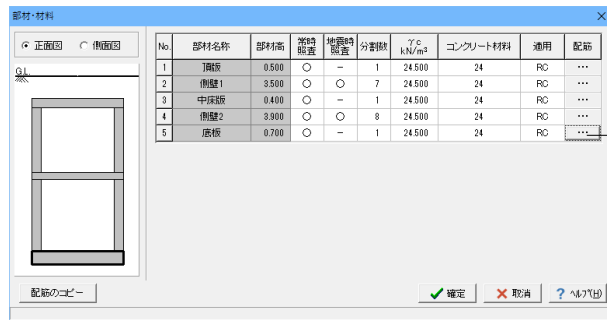 部材・材料
正面図 側面図
G.L.
No. 部材名称 部材高 常時照査 地震時照査 分割数 γc kN/m³ コンクリート材料 適用 配筋
1 頂版 0.500 ○ − 1 24.500 24 RC ...
2 側壁1 3.500 ○ ○ 7 24.500 24 RC ...
3 中床版 0.400 ○ − 1 24.500 24 RC ...
4 側壁2 3.900 ○ ○ 8 24.500 24 RC ...
5 底板 0.700 ○ − 1 24.500 24 RC ...
配筋のコピー 確定 取消 ? ヘルプ(H)